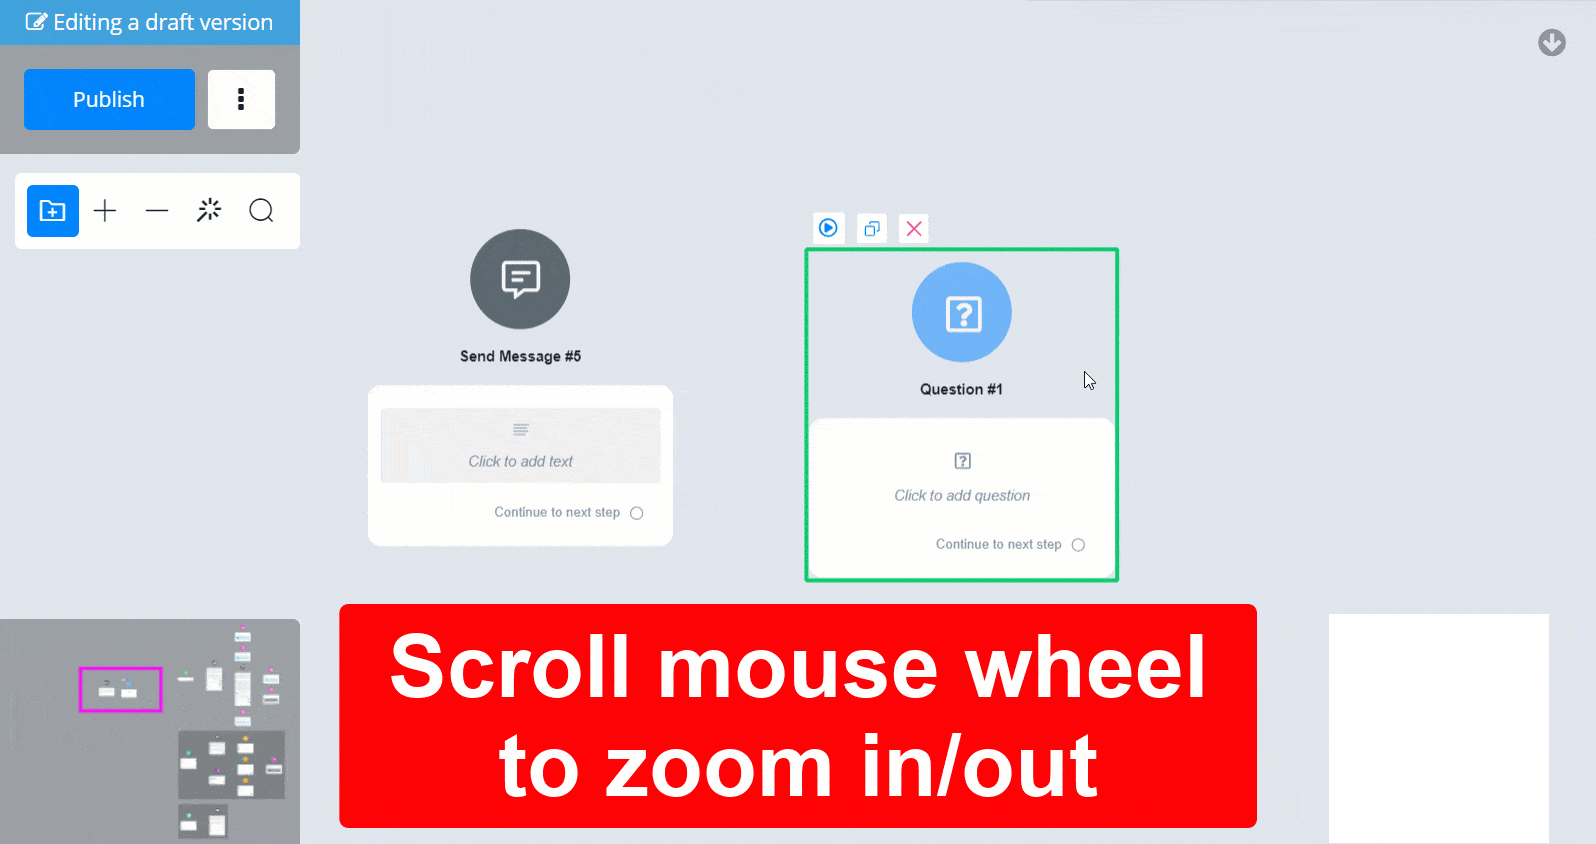 Editing a draft version
Publish
Send Message #5
Click to add text
Continue to next step
Question #1
Click to add question
Continue to next step
Scroll mouse wheel
to zoom in/out